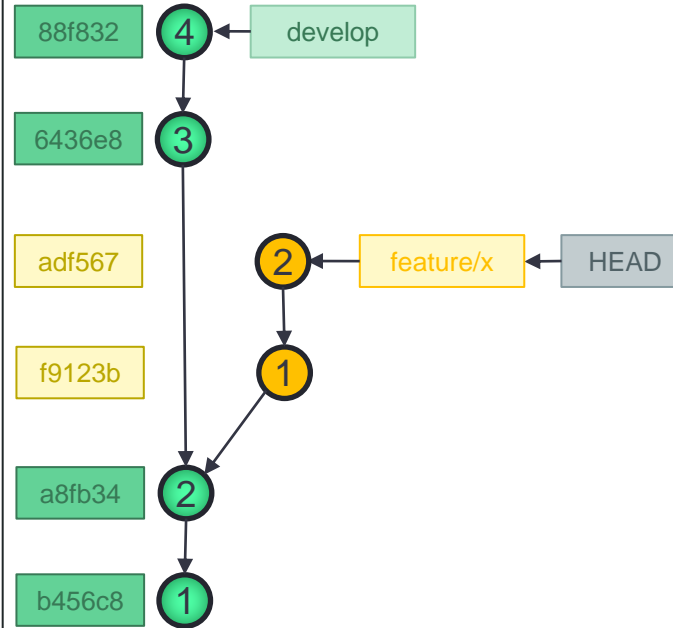 88f832 4 develop
6436e8 3
adf567 2 feature/x HEAD
f9123b 1
a8fb34 2
b456c8 1